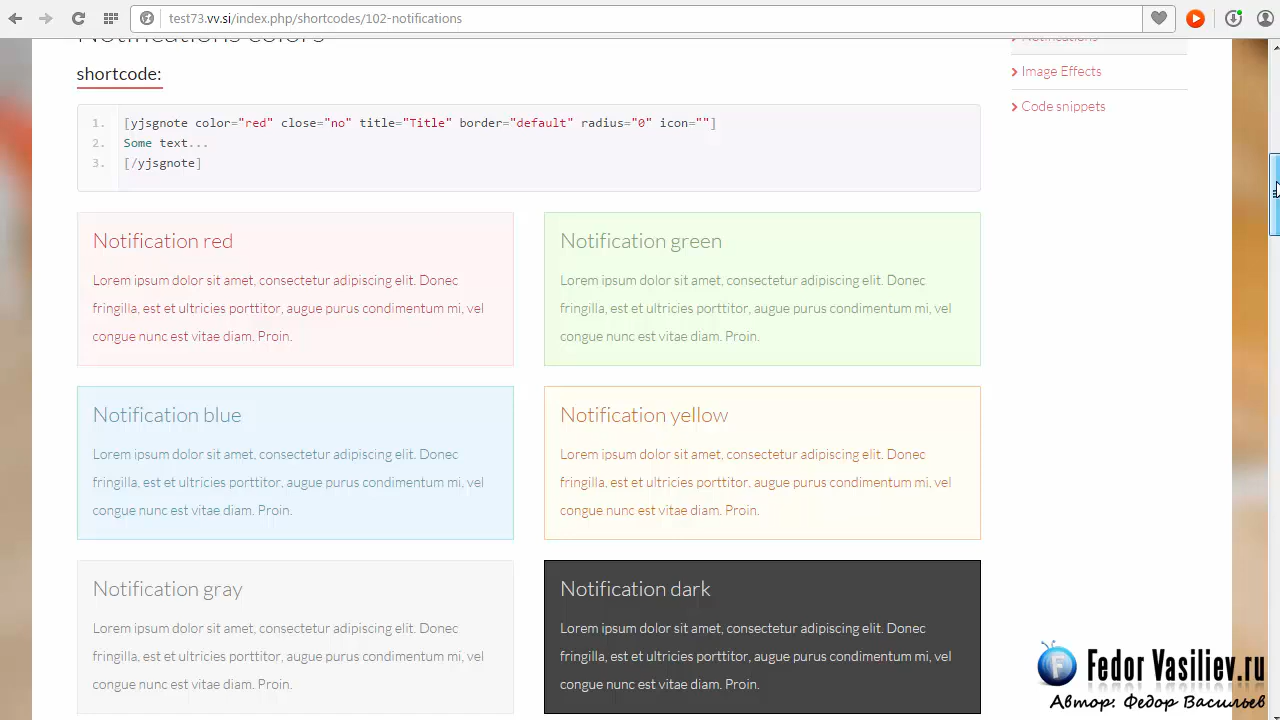 test73.vv.si/index.php/shortcodes/102-notifications
Notifications colors
shortcode:
1. [yjsgnote color="red" close="no" title="Title" border="default" radius="0" icon=""]
2. Some text...
3. [/yjsgnote]
Notification red
Lorem ipsum dolor sit amet, consectetur adipiscing elit. Donec
fringilla, est et ultricies porttitor, augue purus condimentum mi, vel
congue nunc est vitae diam. Proin.
Notification green
Lorem ipsum dolor sit amet, consectetur adipiscing elit. Donec
fringilla, est et ultricies porttitor, augue purus condimentum mi, vel
congue nunc est vitae diam. Proin.
Notification blue
Lorem ipsum dolor sit amet, consectetur adipiscing elit. Donec
fringilla, est et ultricies porttitor, augue purus condimentum mi, vel
congue nunc est vitae diam. Proin.
Notification yellow
Lorem ipsum dolor sit amet, consectetur adipiscing elit. Donec
fringilla, est et ultricies porttitor, augue purus condimentum mi, vel
congue nunc est vitae diam. Proin.
Notification gray
Lorem ipsum dolor sit amet, consectetur adipiscing elit. Donec
fringilla, est et ultricies porttitor, augue purus condimentum mi, vel
congue nunc est vitae diam. Proin.
Notification dark
Lorem ipsum dolor sit amet, consectetur adipiscing elit. Donec
fringilla, est et ultricies porttitor, augue purus condimentum mi, vel
congue nunc est vitae diam. Proin.
Notifications
Image Effects
Code snippets
Fedor Vasiliev.ru
Автор: Федор Васильев